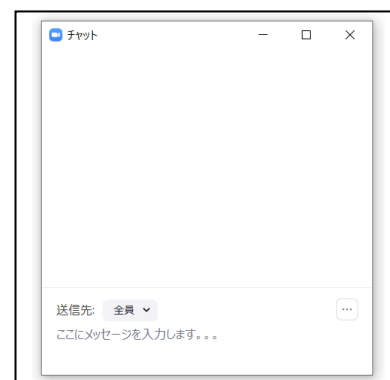 チャット
送信先: 全員
ここにメッセージを入力します。。。